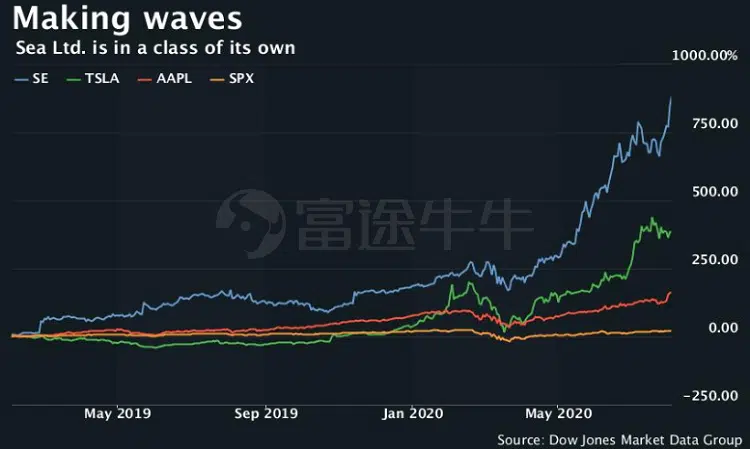 Making waves
Sea Ltd. is in a class of its own
SE TSLA AAPL SPX
1000.00%
750.00
500.00
富途牛牛
250.00
0.00
-250.00
May 2019 Sep 2019 Jan 2020 May 2020
Source: Dow Jones Market Data Group